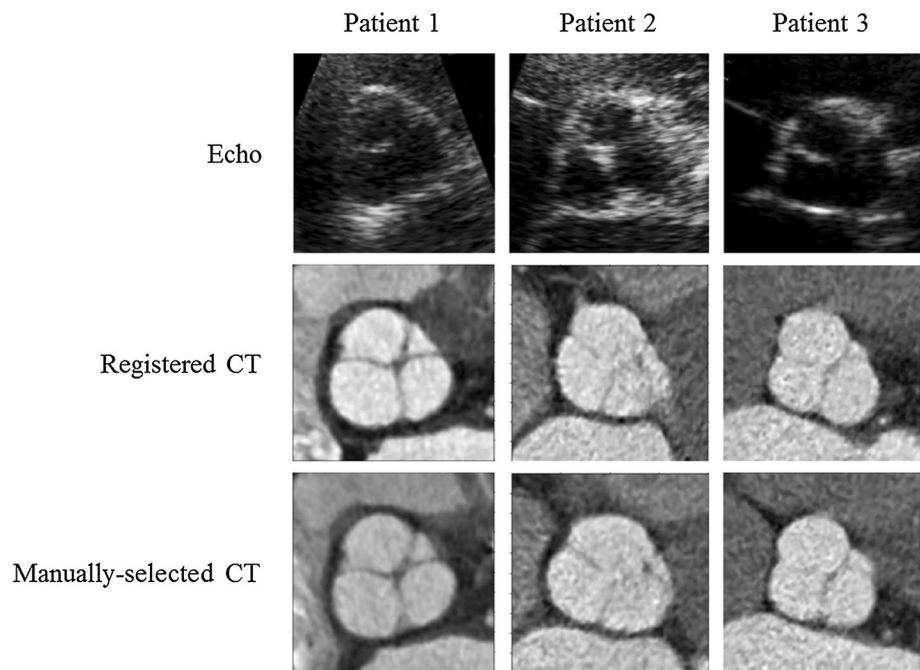 Patient 1 Patient 2 Patient 3
Echo
Registered CT
Manually-selected CT